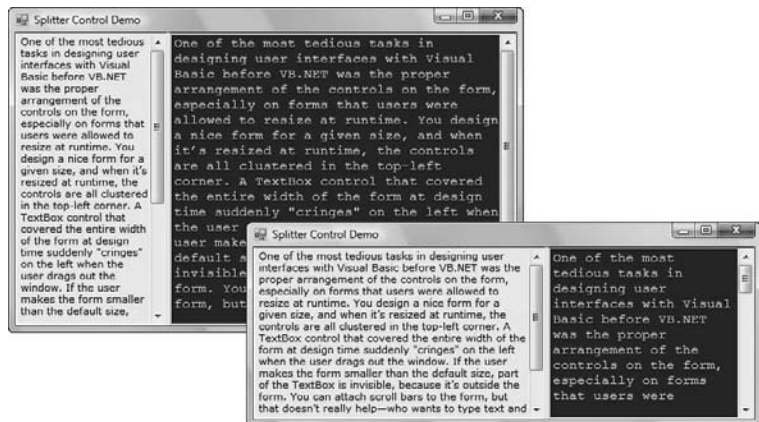 Splitter Control Demo
One of the most tedious
tasks in designing user
interfaces with Visual
Basic before VB.NET
was the proper
arrangement of the
controls on the form,
especially on forms that
users were allowed to
resize at runtime. You
design a nice form for a
given size, and when it's
resized at runtime, the
controls are all clustered
in the top-left corner. A
TextBox control that
covered the entire width
of the form at design
time suddenly "cringes"
on the left when the
user drags out the
window. If the user
makes the form smaller
than the default size,
One of the most tedious tasks in
designing user interfaces with Visual
Basic before VB.NET was the proper
arrangement of the controls on the form,
especially on forms that users were
allowed to resize at runtime. You design
a nice form for a given size, and when
it's resized at runtime, the controls
are all clustered in the top-left
corner. A TextBox control that covered
the entire width of the form at design
time suddenly "cringes" on the left when
the user
user make
default s
invisible
form. You
form, but
Splitter Control Demo
One of the most tedious tasks in designing user
interfaces with Visual Basic before VB.NET was the
proper arrangement of the controls on the form,
especially on forms that users were allowed to
resize at runtime. You design a nice form for a
given size, and when it's resized at runtime, the
controls are all clustered in the top-left corner. A
TextBox control that covered the entire width of the
form at design time suddenly "cringes" on the left
when the user drags out the window. If the user
makes the form smaller than the default size, part
of the TextBox is invisible, because it's outside the
form. You can attach scroll bars to the form, but
that doesn't really help—who wants to type text and
One of the most
tedious tasks in
designing user
interfaces with Visual
Basic before VB.NET
was the proper
arrangement of the
controls on the form,
especially on forms
that users were